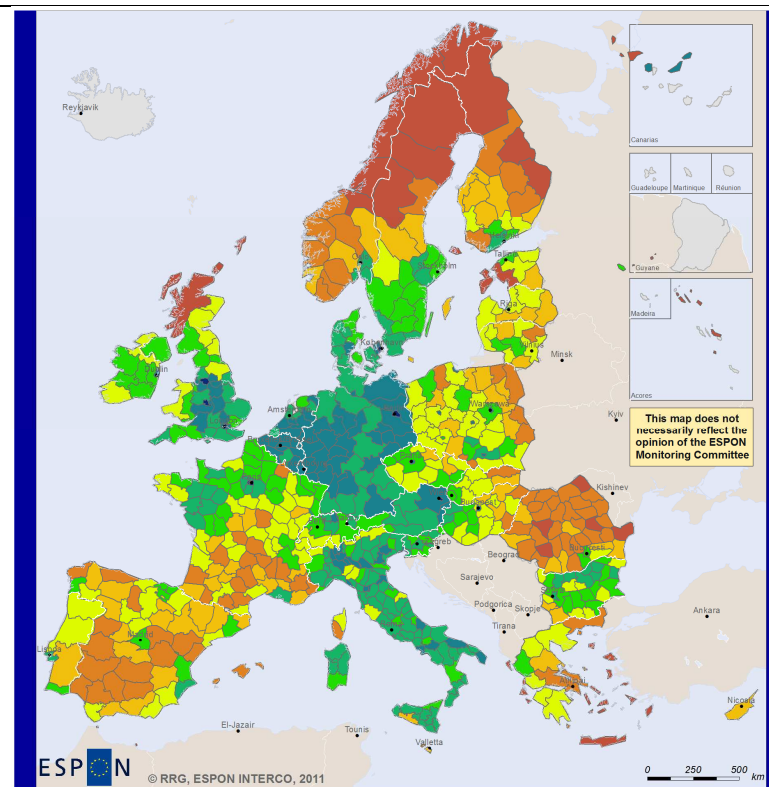 Reykjavik
Canarias
Guadeloupe Martinique Réunion
Guyane
Madeira
Acores
This map does not
necessarily reflect the
opinion of the ESPON
Monitoring Committee
Stockholm
Tallin
Riga
Vilnius
Minsk
København
Dublin
Warszawa
Kyiv
Kishinev
Budapest
Zagreb
Beograd
Bucuresti
Sarajevo
Podgorica
Skopje
Tirana
Ankara
Madrid
Lisboa
Roma
Athinai
Nicosia
El-Jazair
Tounis
Valletta
ESPON
© RRG, ESPON INTERCO, 2011
0 250 500
km